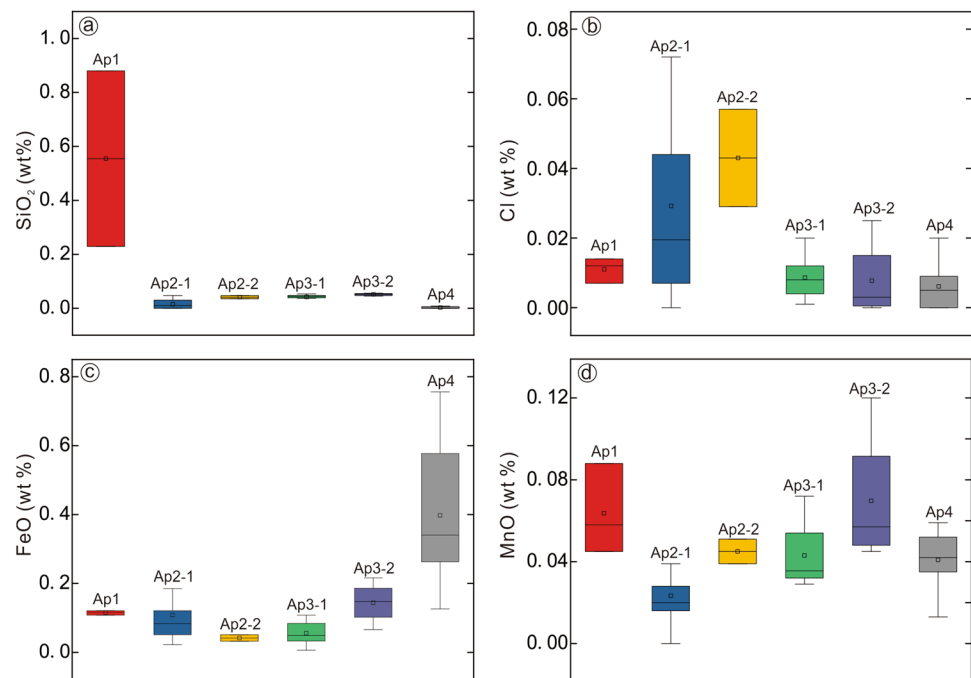 ⓐ
SiO₂ (wt%)
1.0
0.8
0.6
0.4
0.2
0.0
Ap1
Ap2-1
Ap2-2
Ap3-1
Ap3-2
Ap4
ⓑ
Cl (wt %)
0.08
0.06
0.04
0.02
0.00
Ap1
Ap2-1
Ap2-2
Ap3-1
Ap3-2
Ap4
ⓒ
FeO (wt %)
0.8
0.6
0.4
0.2
0.0
Ap1
Ap2-1
Ap2-2
Ap3-1
Ap3-2
Ap4
ⓓ
MnO (wt %)
0.12
0.08
0.04
0.00
Ap1
Ap2-1
Ap2-2
Ap3-1
Ap3-2
Ap4